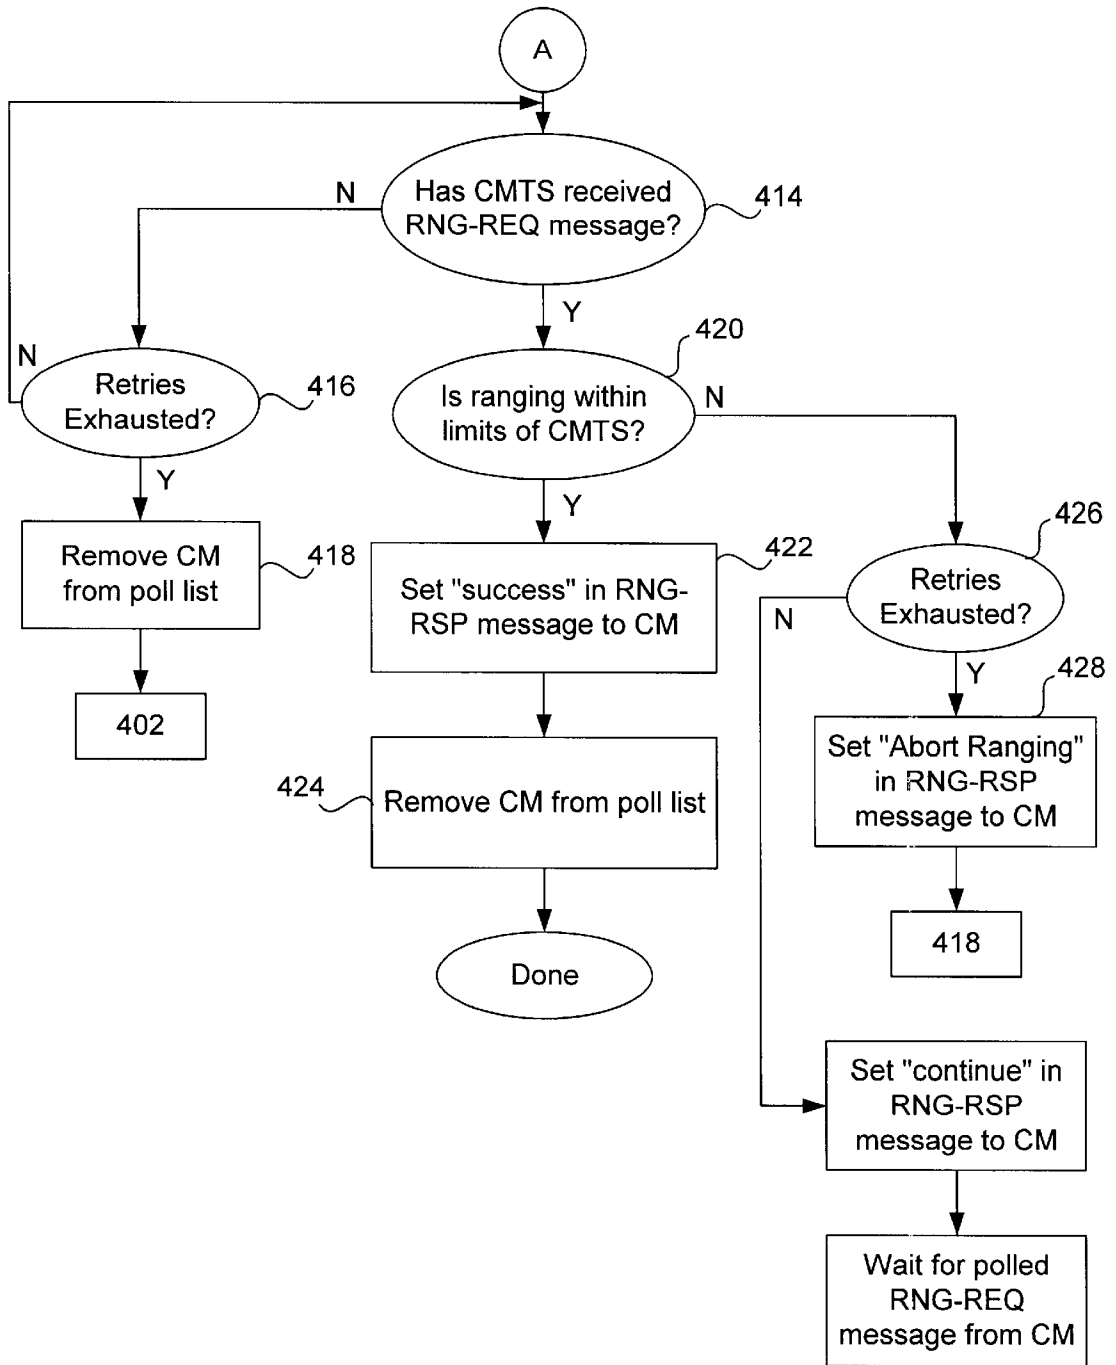 A
Has CMTS received
RNG-REQ message?
414
N
Y
Retries
Exhausted?
416
N
Y
Remove CM
from poll list
418
402
Is ranging within
limits of CMTS?
420
N
Y
Set "success" in RNG-
RSP message to CM
422
Remove CM from poll list
424
Done
Retries
Exhausted?
426
N
Y
Set "Abort Ranging"
in RNG-RSP
message to CM
428
418
Set "continue" in
RNG-RSP
message to CM
Wait for polled
RNG-REQ
message from CM